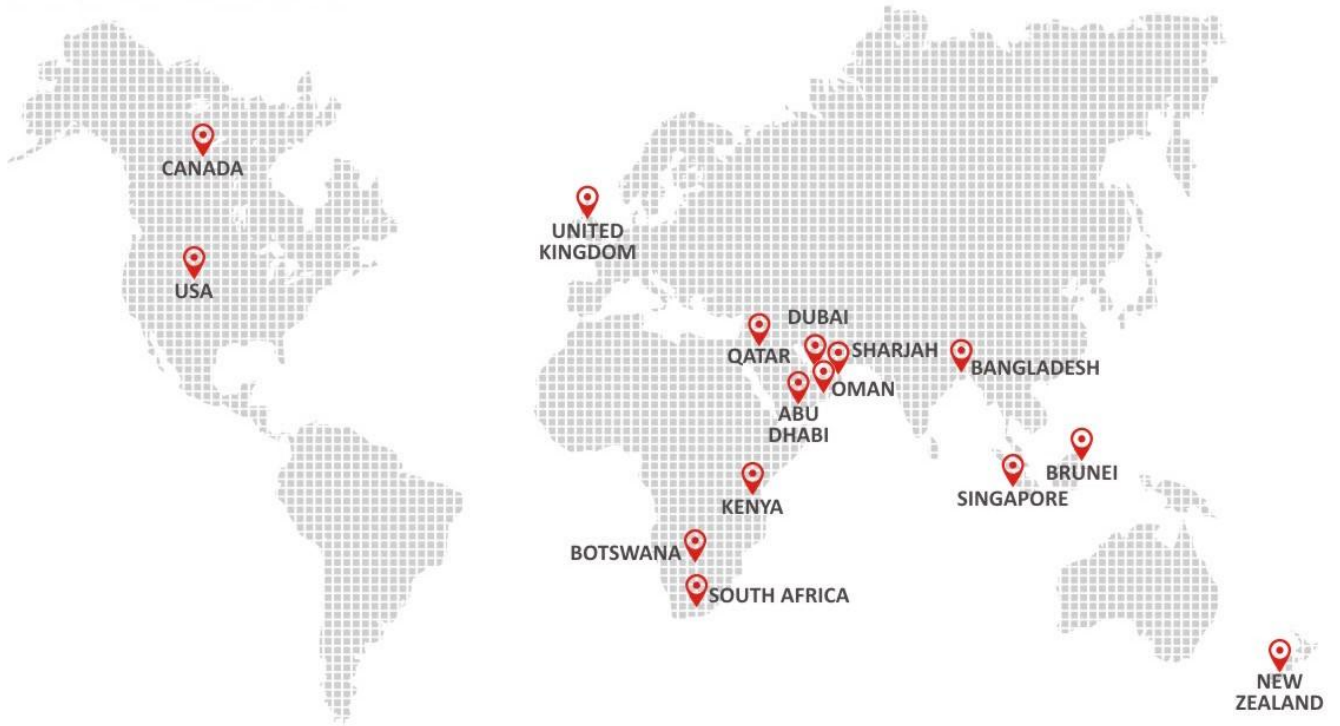 CANADA
UNITED
KINGDOM
USA
DUBAI
QATAR
SHARJAH
BANGLADESH
OMAN
ABU
DHABI
BRUNEI
SINGAPORE
KENYA
BOTSWANA
SOUTH AFRICA
NEW
ZEALAND